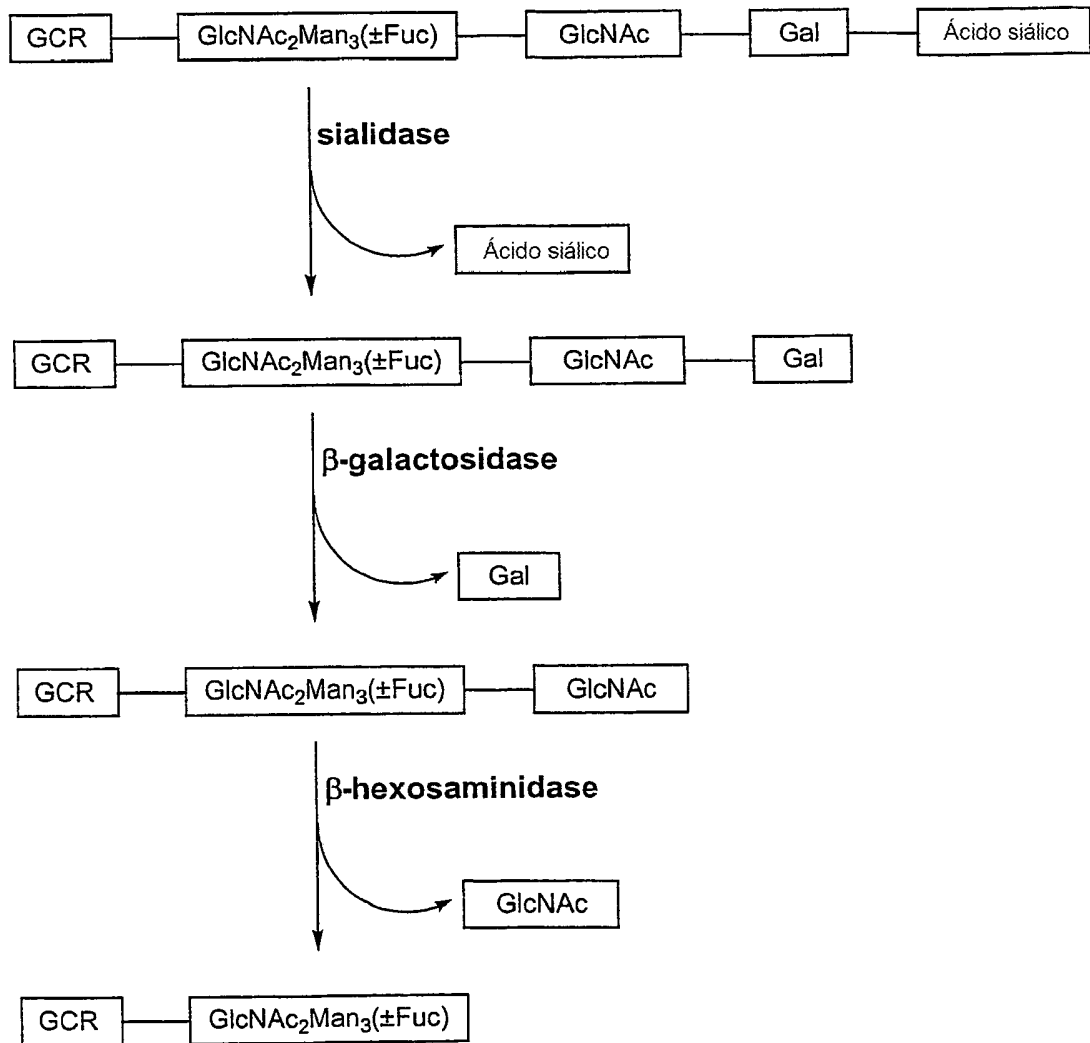 GCR GlcNAc₂Man₃(±Fuc) GlcNAc Gal Ácido siálico
sialidase
Ácido siálico
GCR GlcNAc₂Man₃(±Fuc) GlcNAc Gal
β-galactosidase
Gal
GCR GlcNAc₂Man₃(±Fuc) GlcNAc
β-hexosaminidase
GlcNAc
GCR GlcNAc₂Man₃(±Fuc)